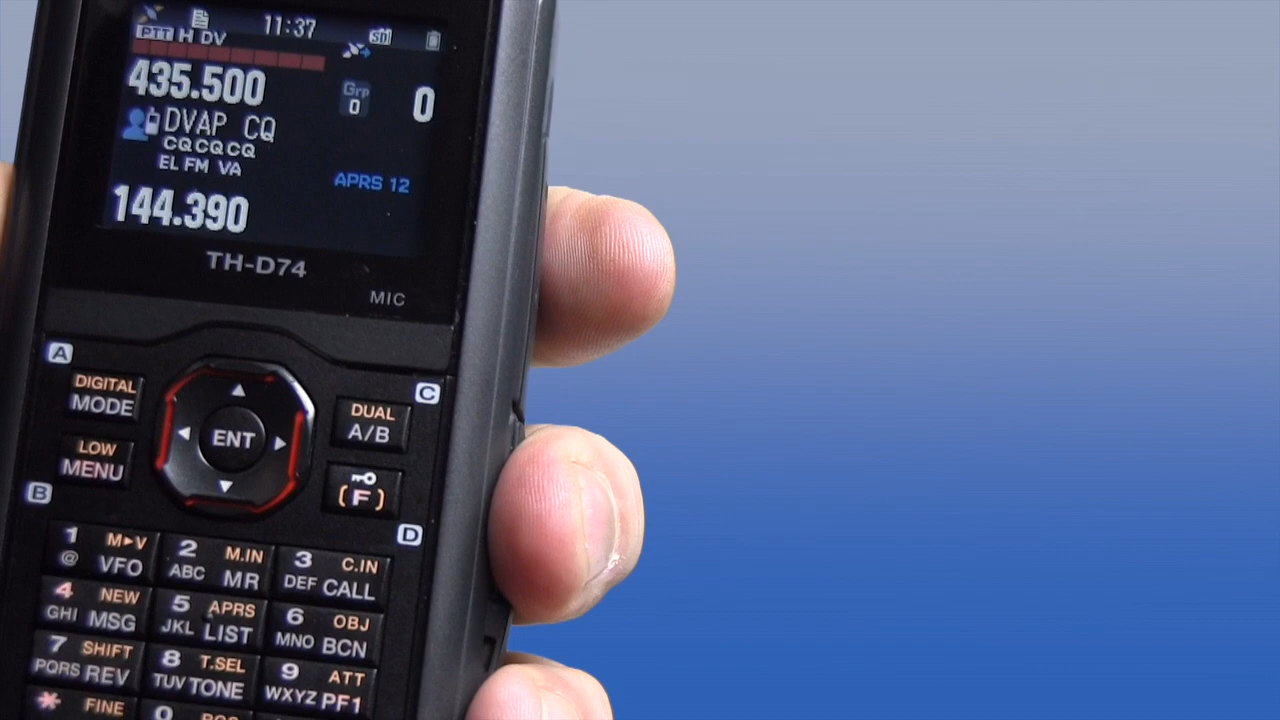 11:37
PTT H DV
435.500
Grp
0
0
DVAP CQ
CQCQCQ
EL FM VA
APRS 12
144.390
TH-D74
MIC
A
DIGITAL
MODE
C
DUAL
A/B
ENT
LOW
MENU
(F)
B
D
1 M►V
@ VFO
2 M.IN
ABC MR
3 C.IN
DEF CALL
4 NEW
GHI MSG
5 APRS
JKL LIST
6 OBJ
MNO BCN
7 SHIFT
PQRS REV
8 T.SEL
TUV TONE
9 ATT
WXYZ PF1
* FINE
0